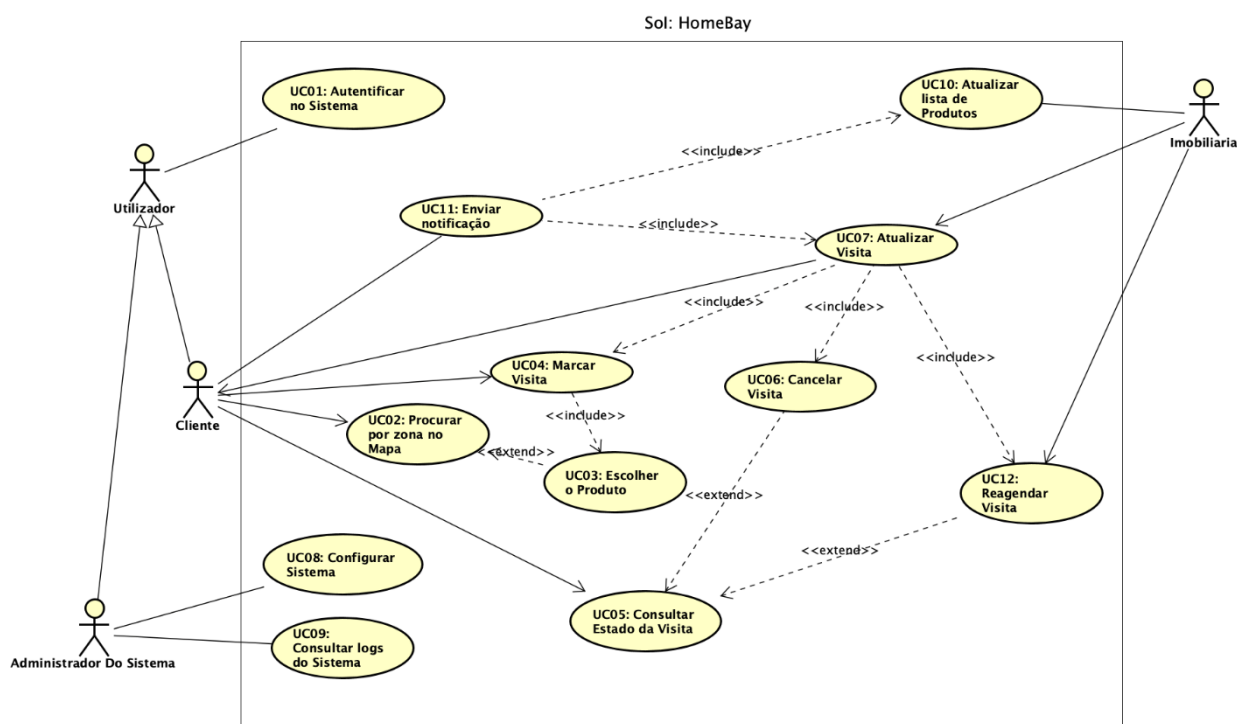 Sol: HomeBay
UC01: Autentificar
no Sistema
UC10: Atualizar
lista de
Produtos
Imobiliaria
<<include>>
Utilizador
UC11: Enviar
notificação
<<include>>
UC07: Atualizar
Visita
<<include>>
<<include>>
UC04: Marcar
Visita
<<include>>
UC06: Cancelar
Visita
Cliente
<<include>>
UC02: Procurar
por zona no
Mapa
<<extend>>
UC03: Escolher
o Produto
<<extend>>
UC12:
Reagendar
Visita
<<extend>>
UC08: Configurar
Sistema
UC05: Consultar
Estado da Visita
UC09:
Consultar logs
do Sistema
Administrador Do Sistema